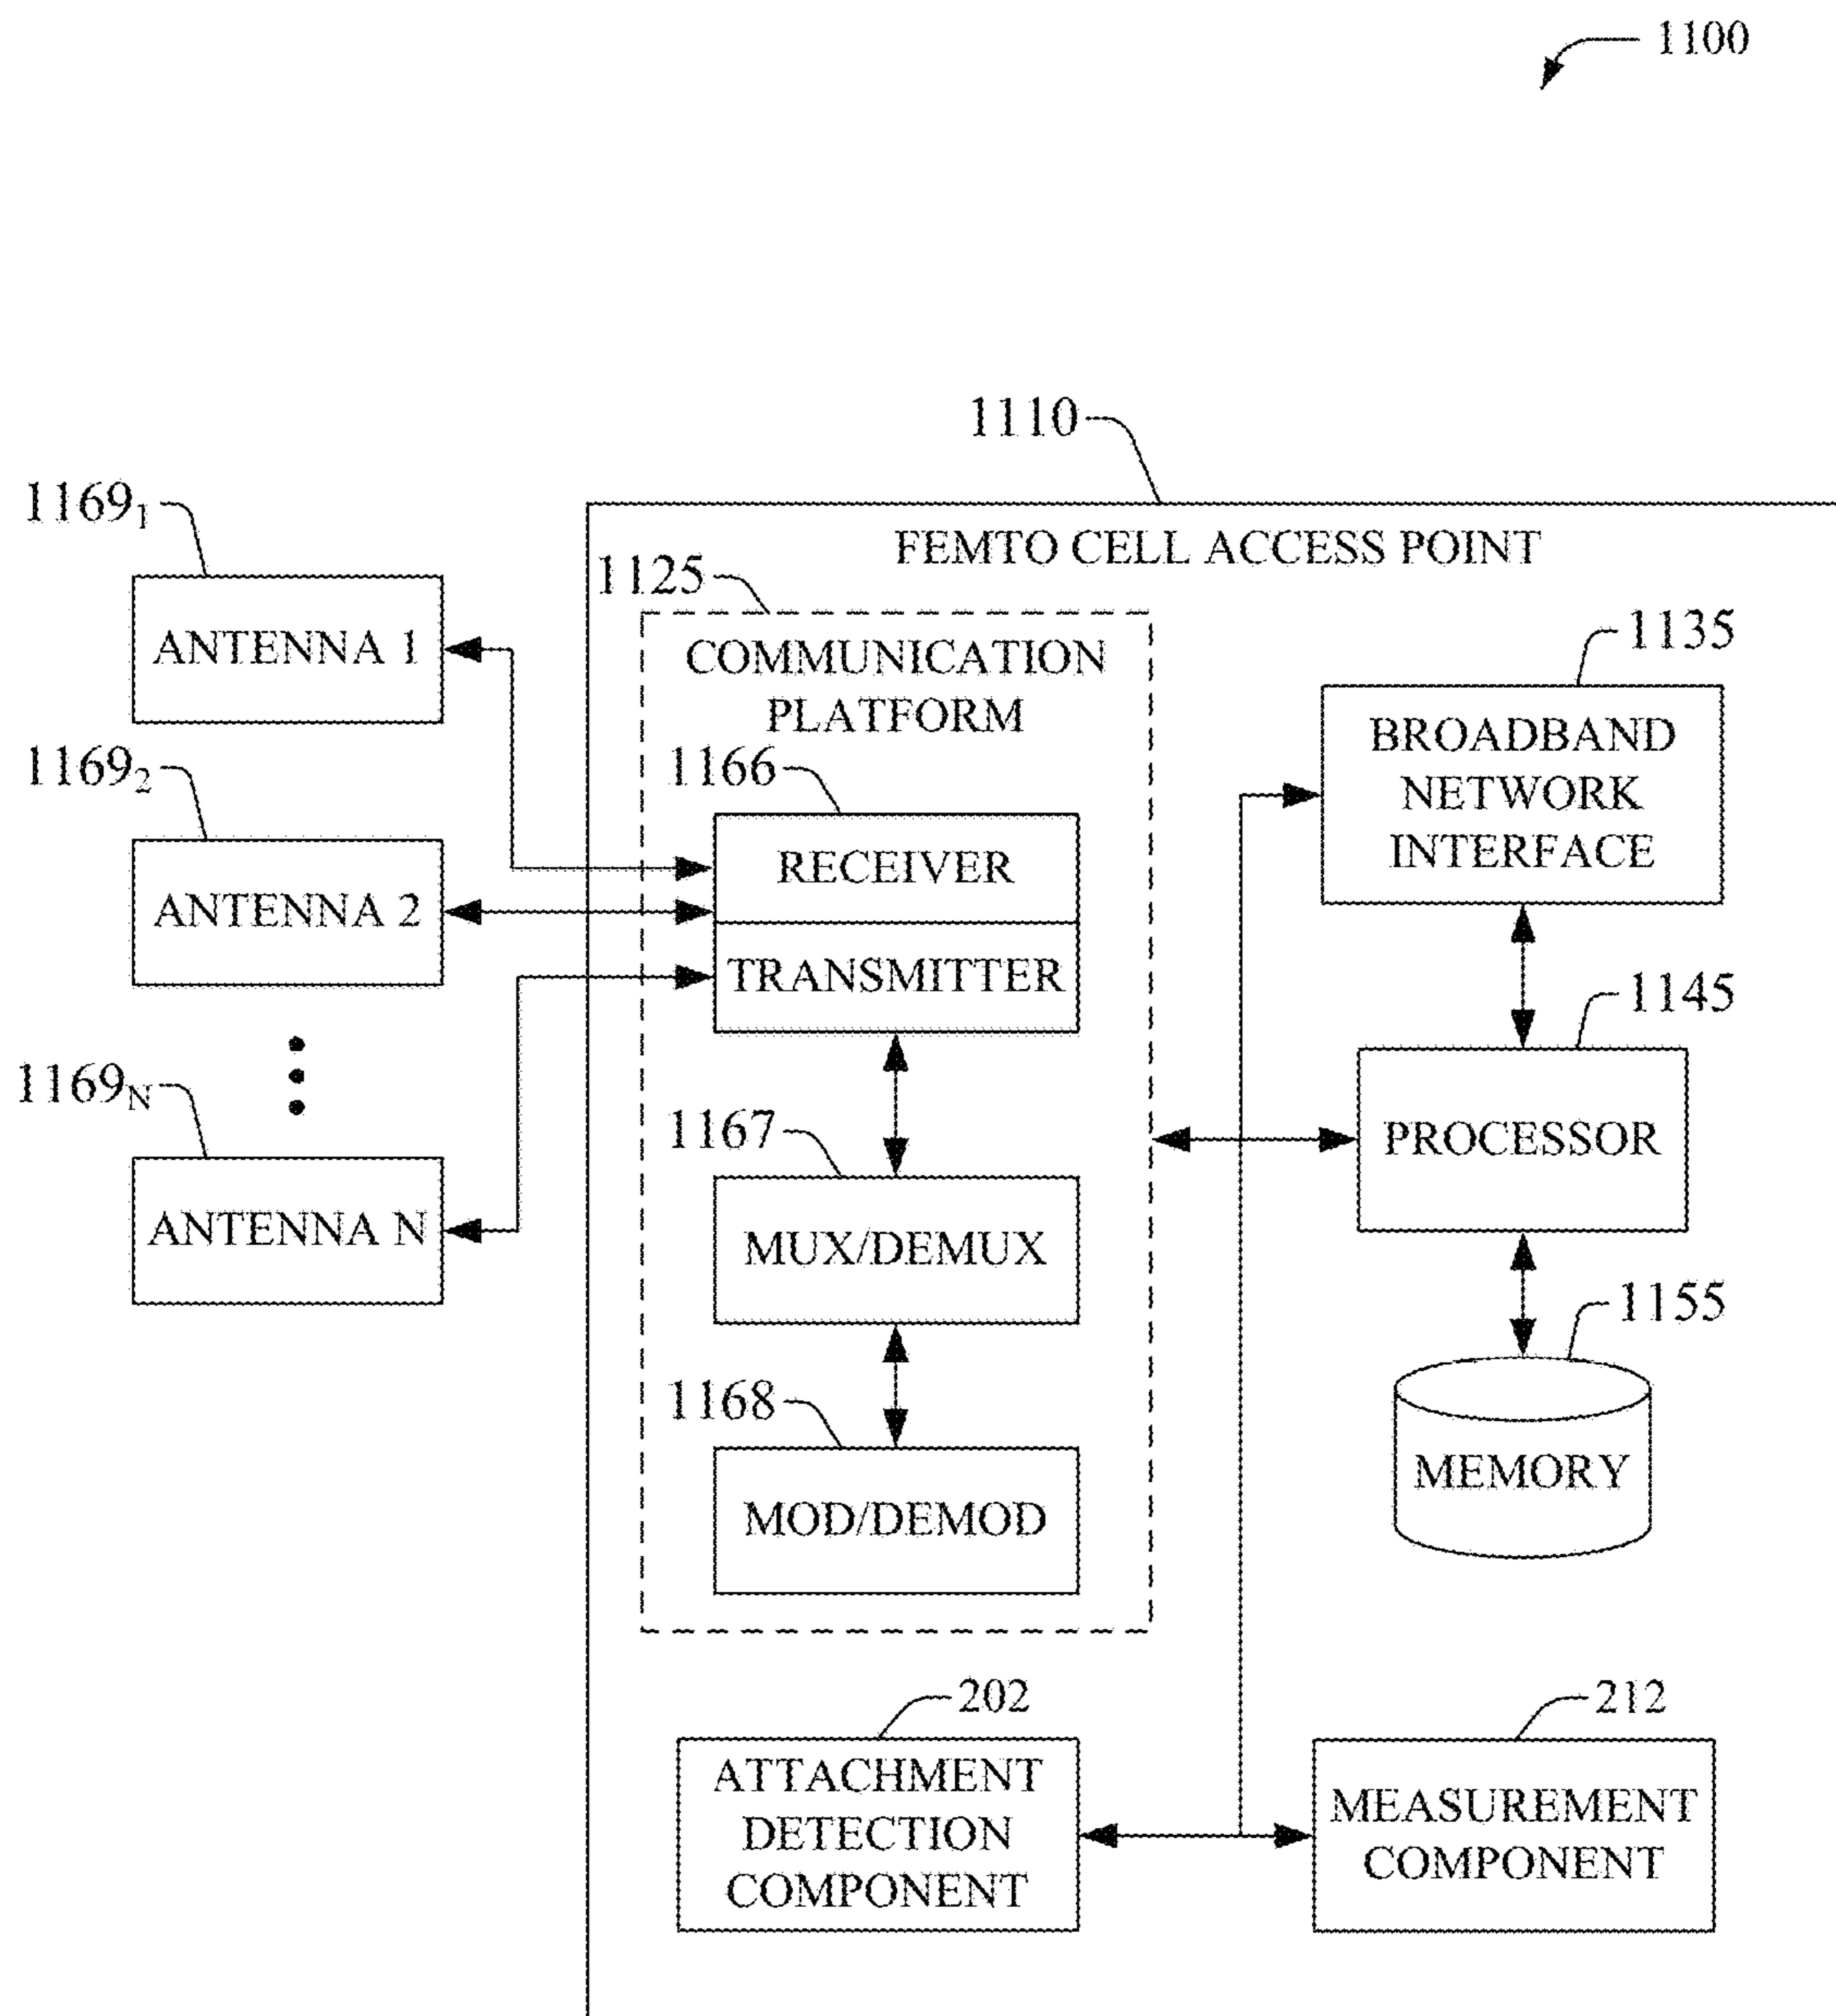 1100
1110
1169₁
FEMTO CELL ACCESS POINT
1125
ANTENNA 1
COMMUNICATION
PLATFORM
1135
BROADBAND
NETWORK
INTERFACE
1169₂
1166
RECEIVER
ANTENNA 2
TRANSMITTER
1145
PROCESSOR
1169N
1167
ANTENNA N
MUX/DEMUX
1155
MEMORY
1168
MOD/DEMOD
202
212
ATTACHMENT
DETECTION
COMPONENT
MEASUREMENT
COMPONENT